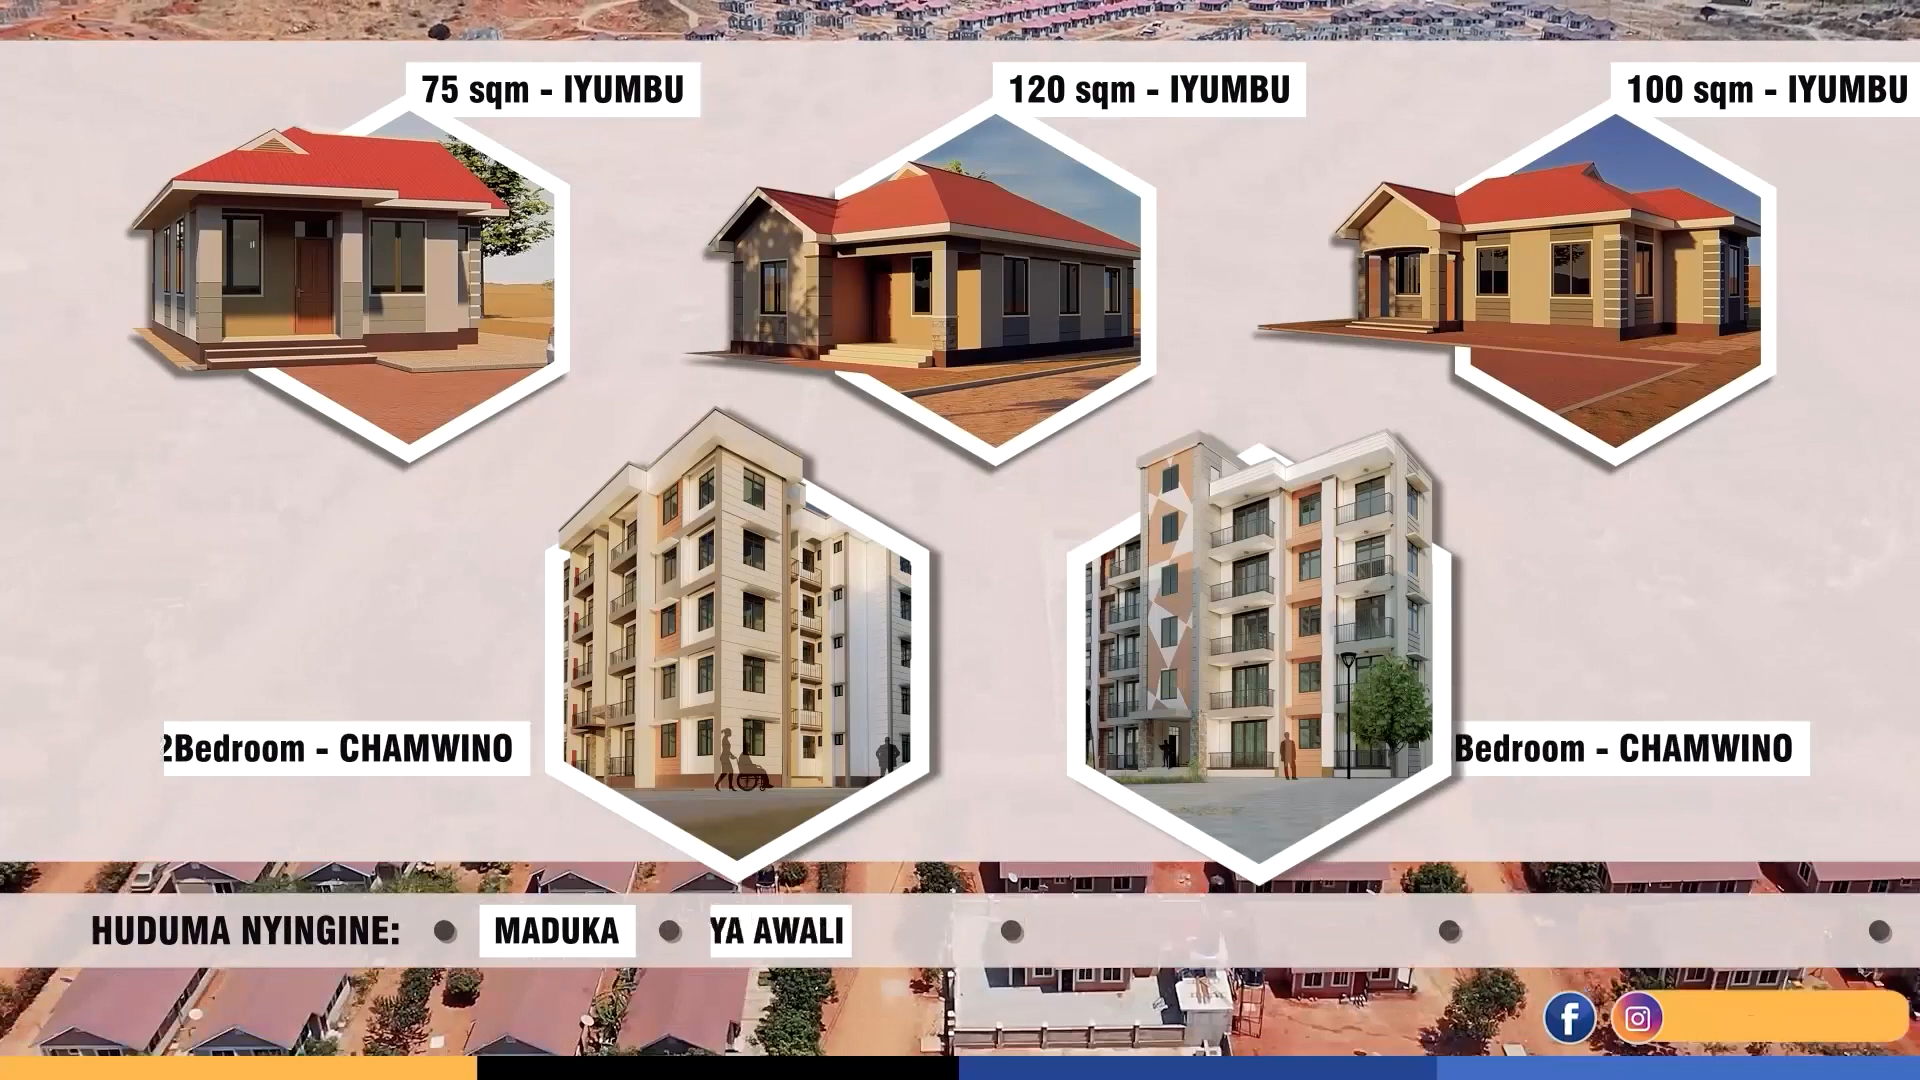 75 sqm - IYUMBU
120 sqm - IYUMBU
100 sqm - IYUMBU
2Bedroom - CHAMWINO
Bedroom - CHAMWINO
HUDUMA NYINGINE: MADUKA YA AWALI